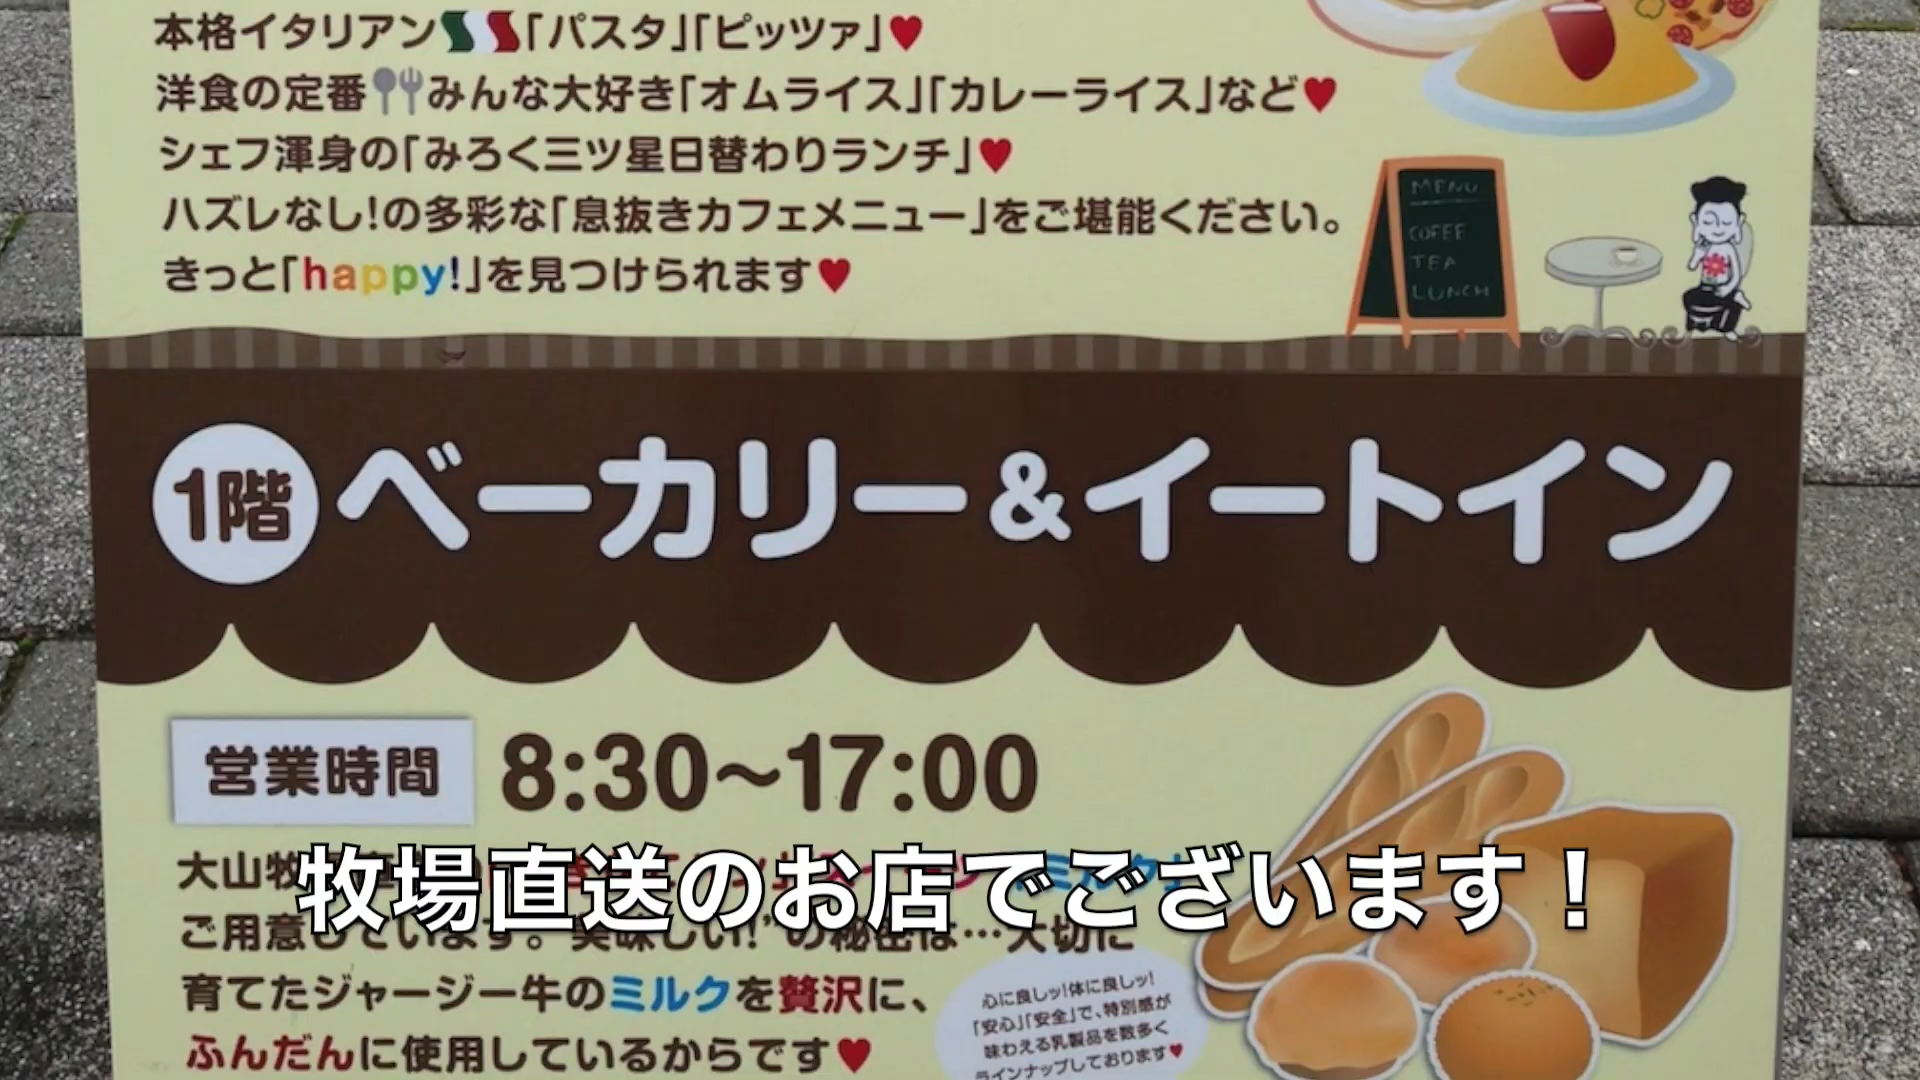 本格イタリアン「パスタ」「ピッツァ」♥
洋食の定番みんな大好き「オムライス」「カレーライス」など♥
シェフ渾身の「みろく三ツ星日替わりランチ」♥
ハズレなし!の多彩な「息抜きカフェメニュー」をご堪能ください。
きっと「happy!」を見つけられます♥
MENU
COFEE
TEA
LUNCH
1階 ベーカリー&イートイン
営業時間 8:30～17:00
大山牧
牧場直送のお店でございます！
ご用意しています。"美味しい!"の秘密は…大切に
育てたジャージー牛のミルクを贅沢に、
ふんだんに使用しているからです♥
心に良しッ!体に良しッ!
「安心」「安全」で、特別感が
味わえる乳製品を数多く
ラインナップしております♥